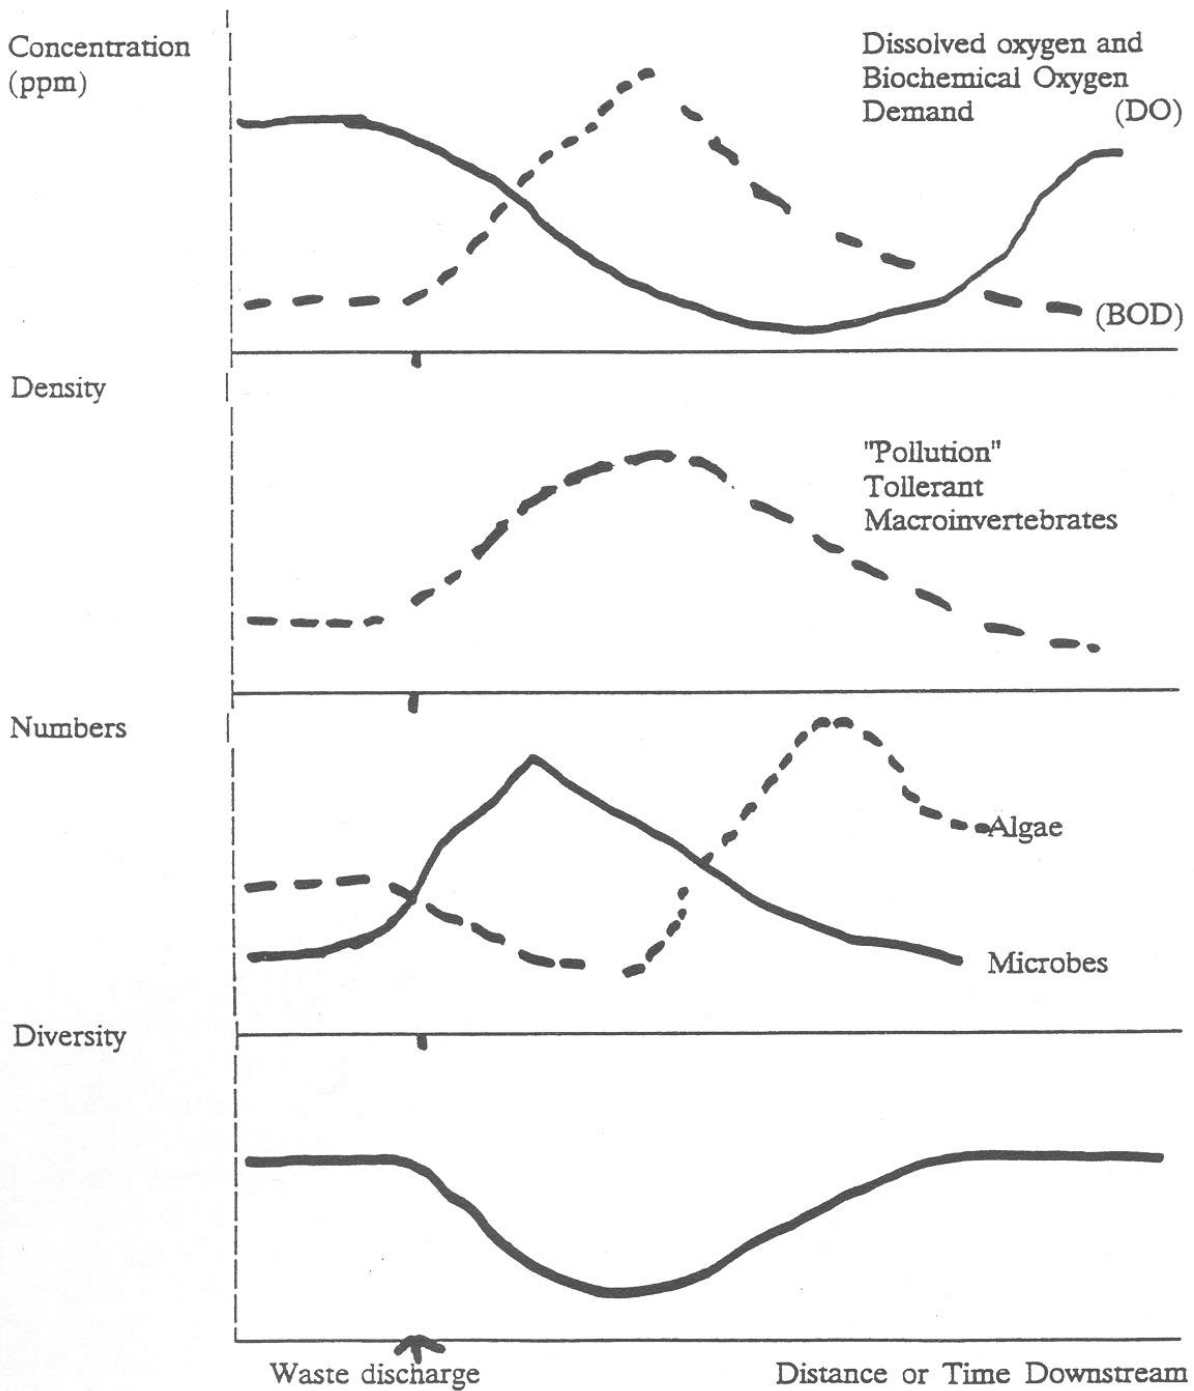 Concentration
(ppm)
Dissolved oxygen and
Biochemical Oxygen
Demand (DO)
(BOD)
Density
"Pollution"
Tollerant
Macroinvertebrates
Numbers
Algae
Microbes
Diversity
Waste discharge
Distance or Time Downstream